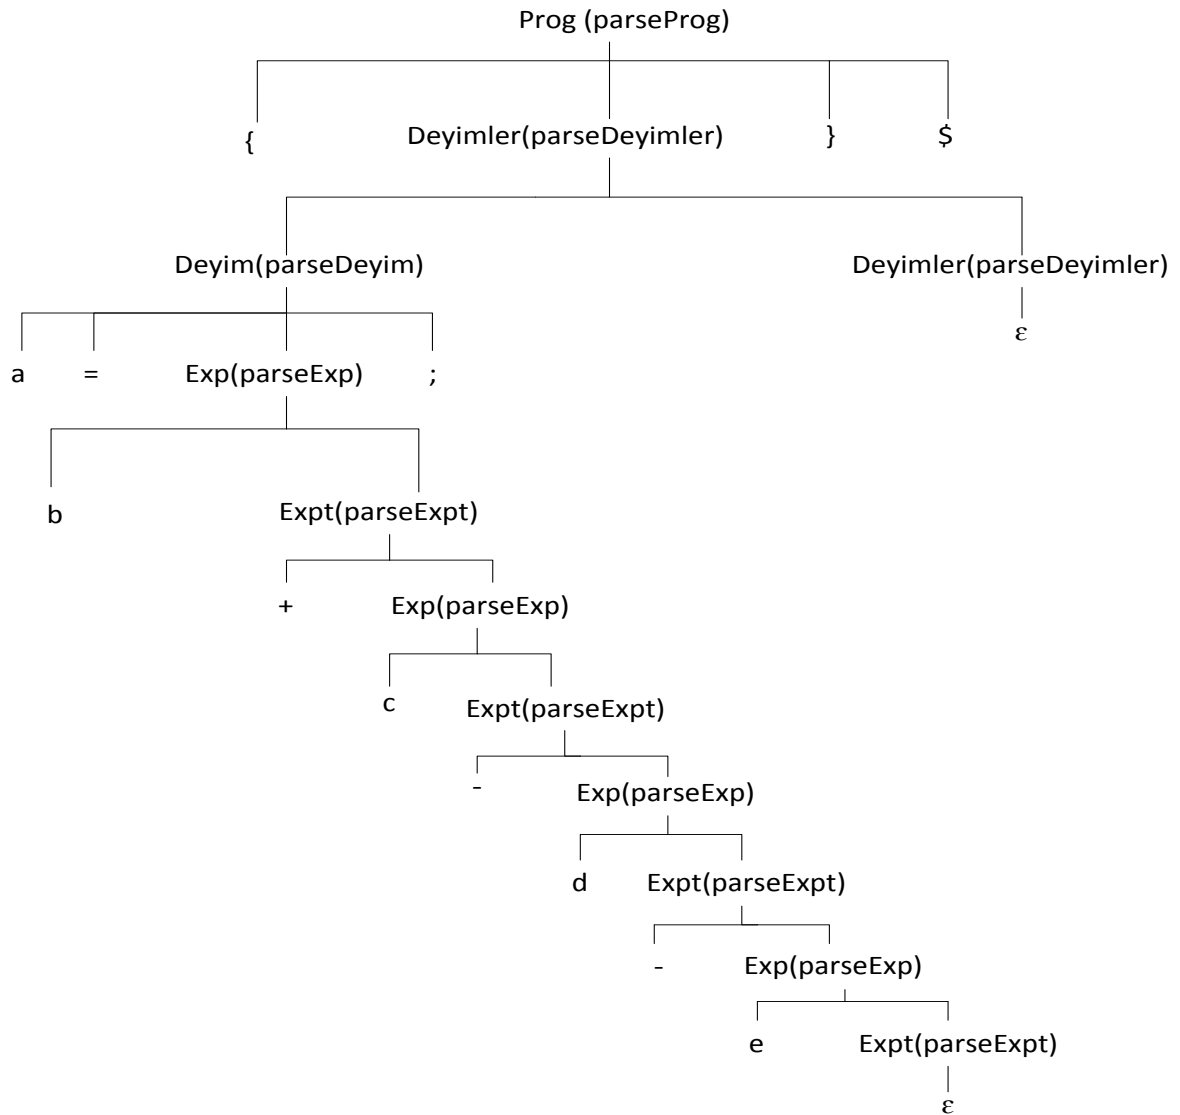 Prog (parseProg)
{ Deyimler(parseDeyimler) } $
Deyim(parseDeyim) Deyimler(parseDeyimler)
ε
a = Exp(parseExp) ;
b Expt(parseExpt)
+ Exp(parseExp)
c Expt(parseExpt)
- Exp(parseExp)
d Expt(parseExpt)
- Exp(parseExp)
e Expt(parseExpt)
ε